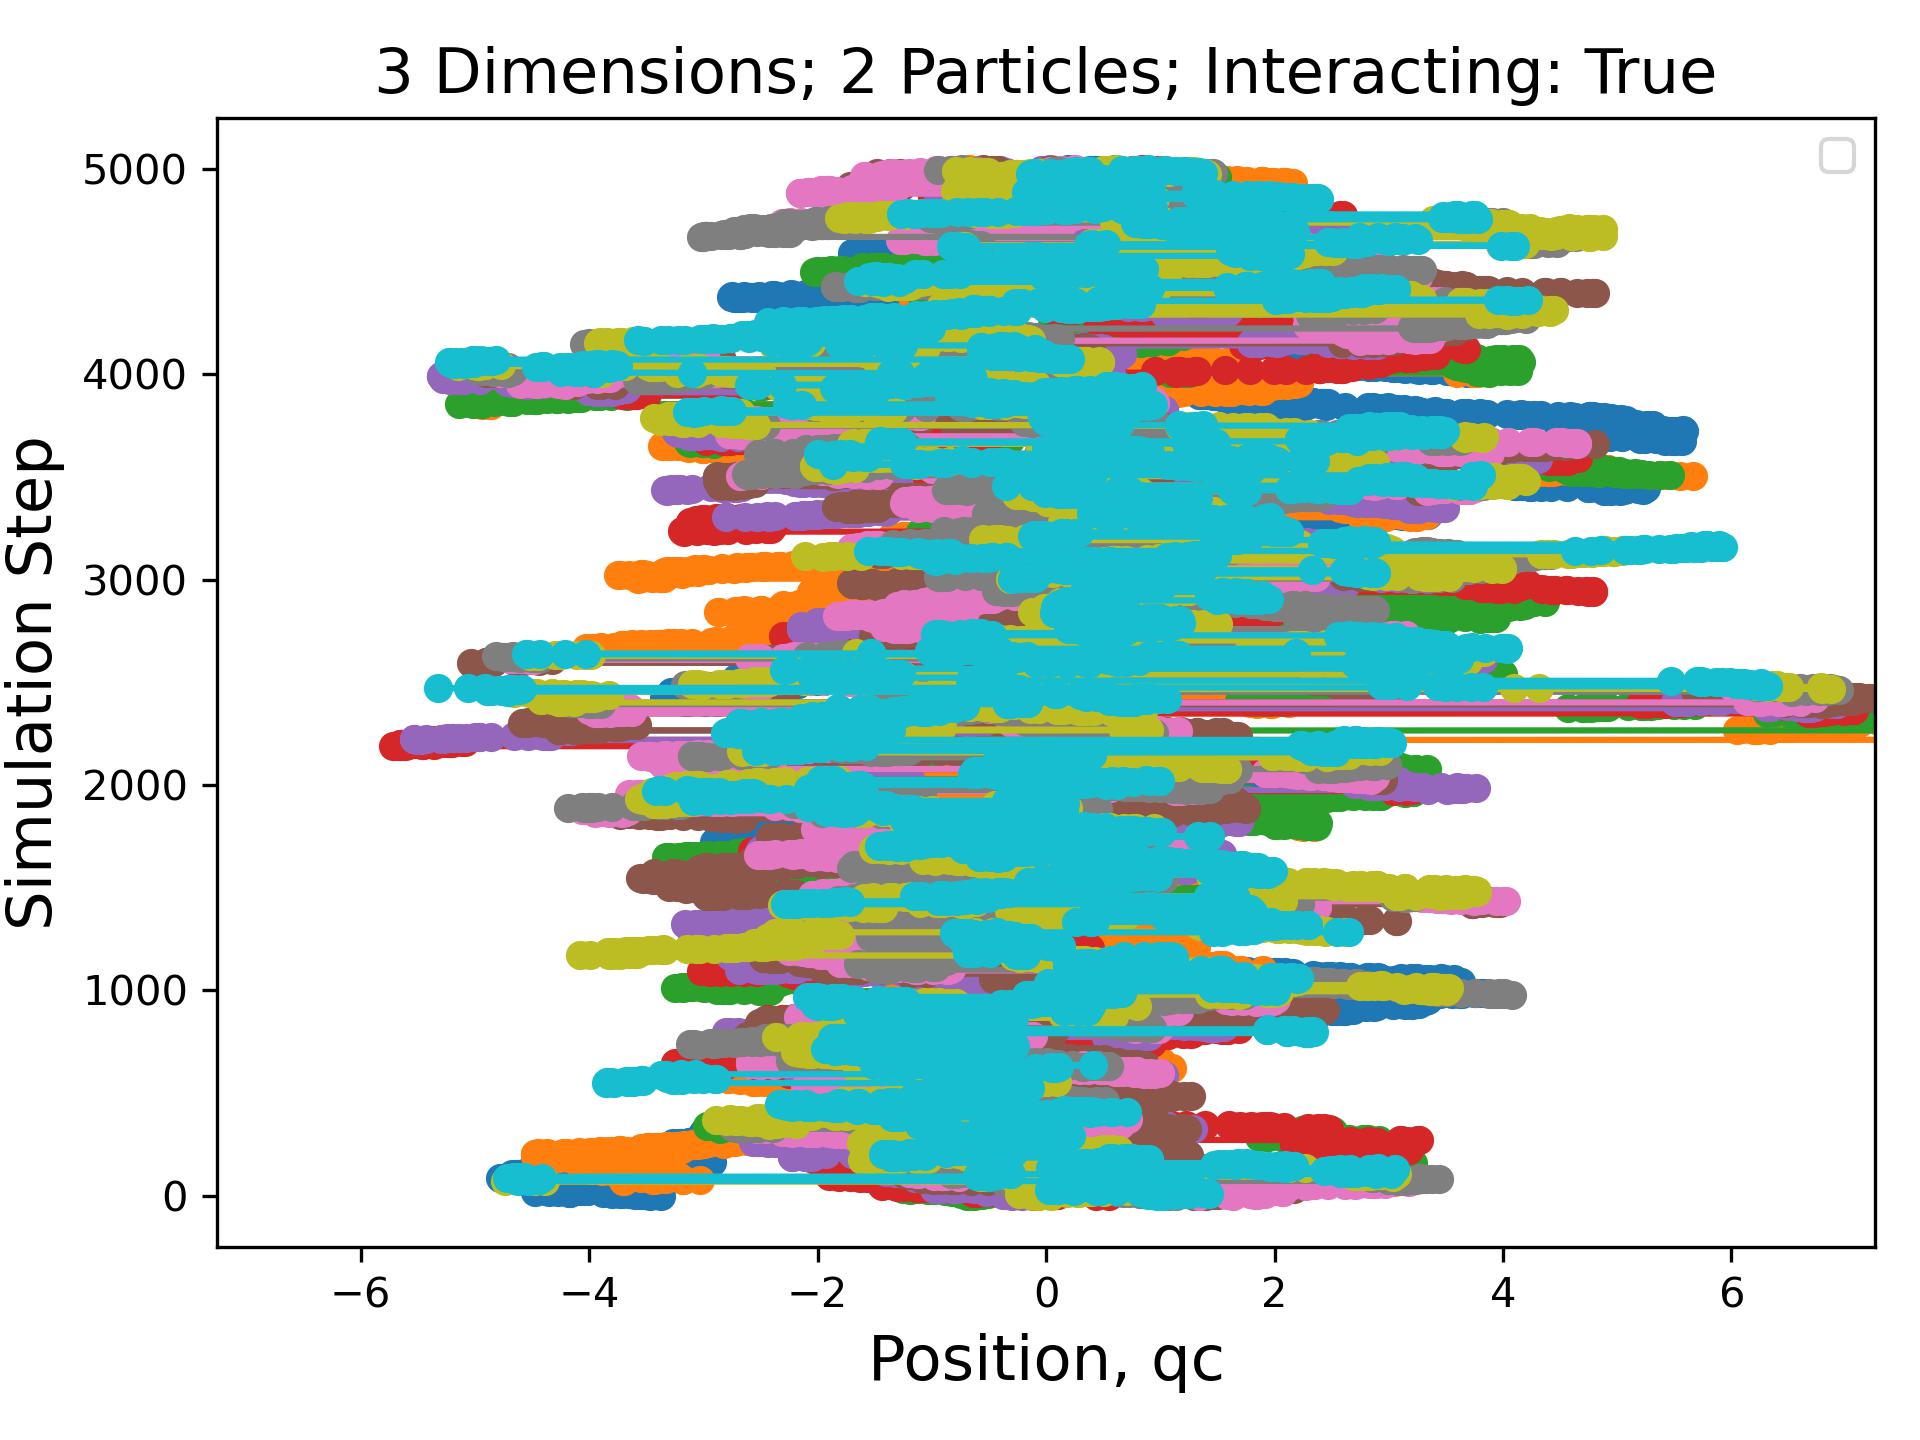 3 Dimensions; 2 Particles; Interacting: True
Simulation Step
5000
4000
3000
2000
1000
0
−6 −4 −2 0 2 4 6
Position, qc